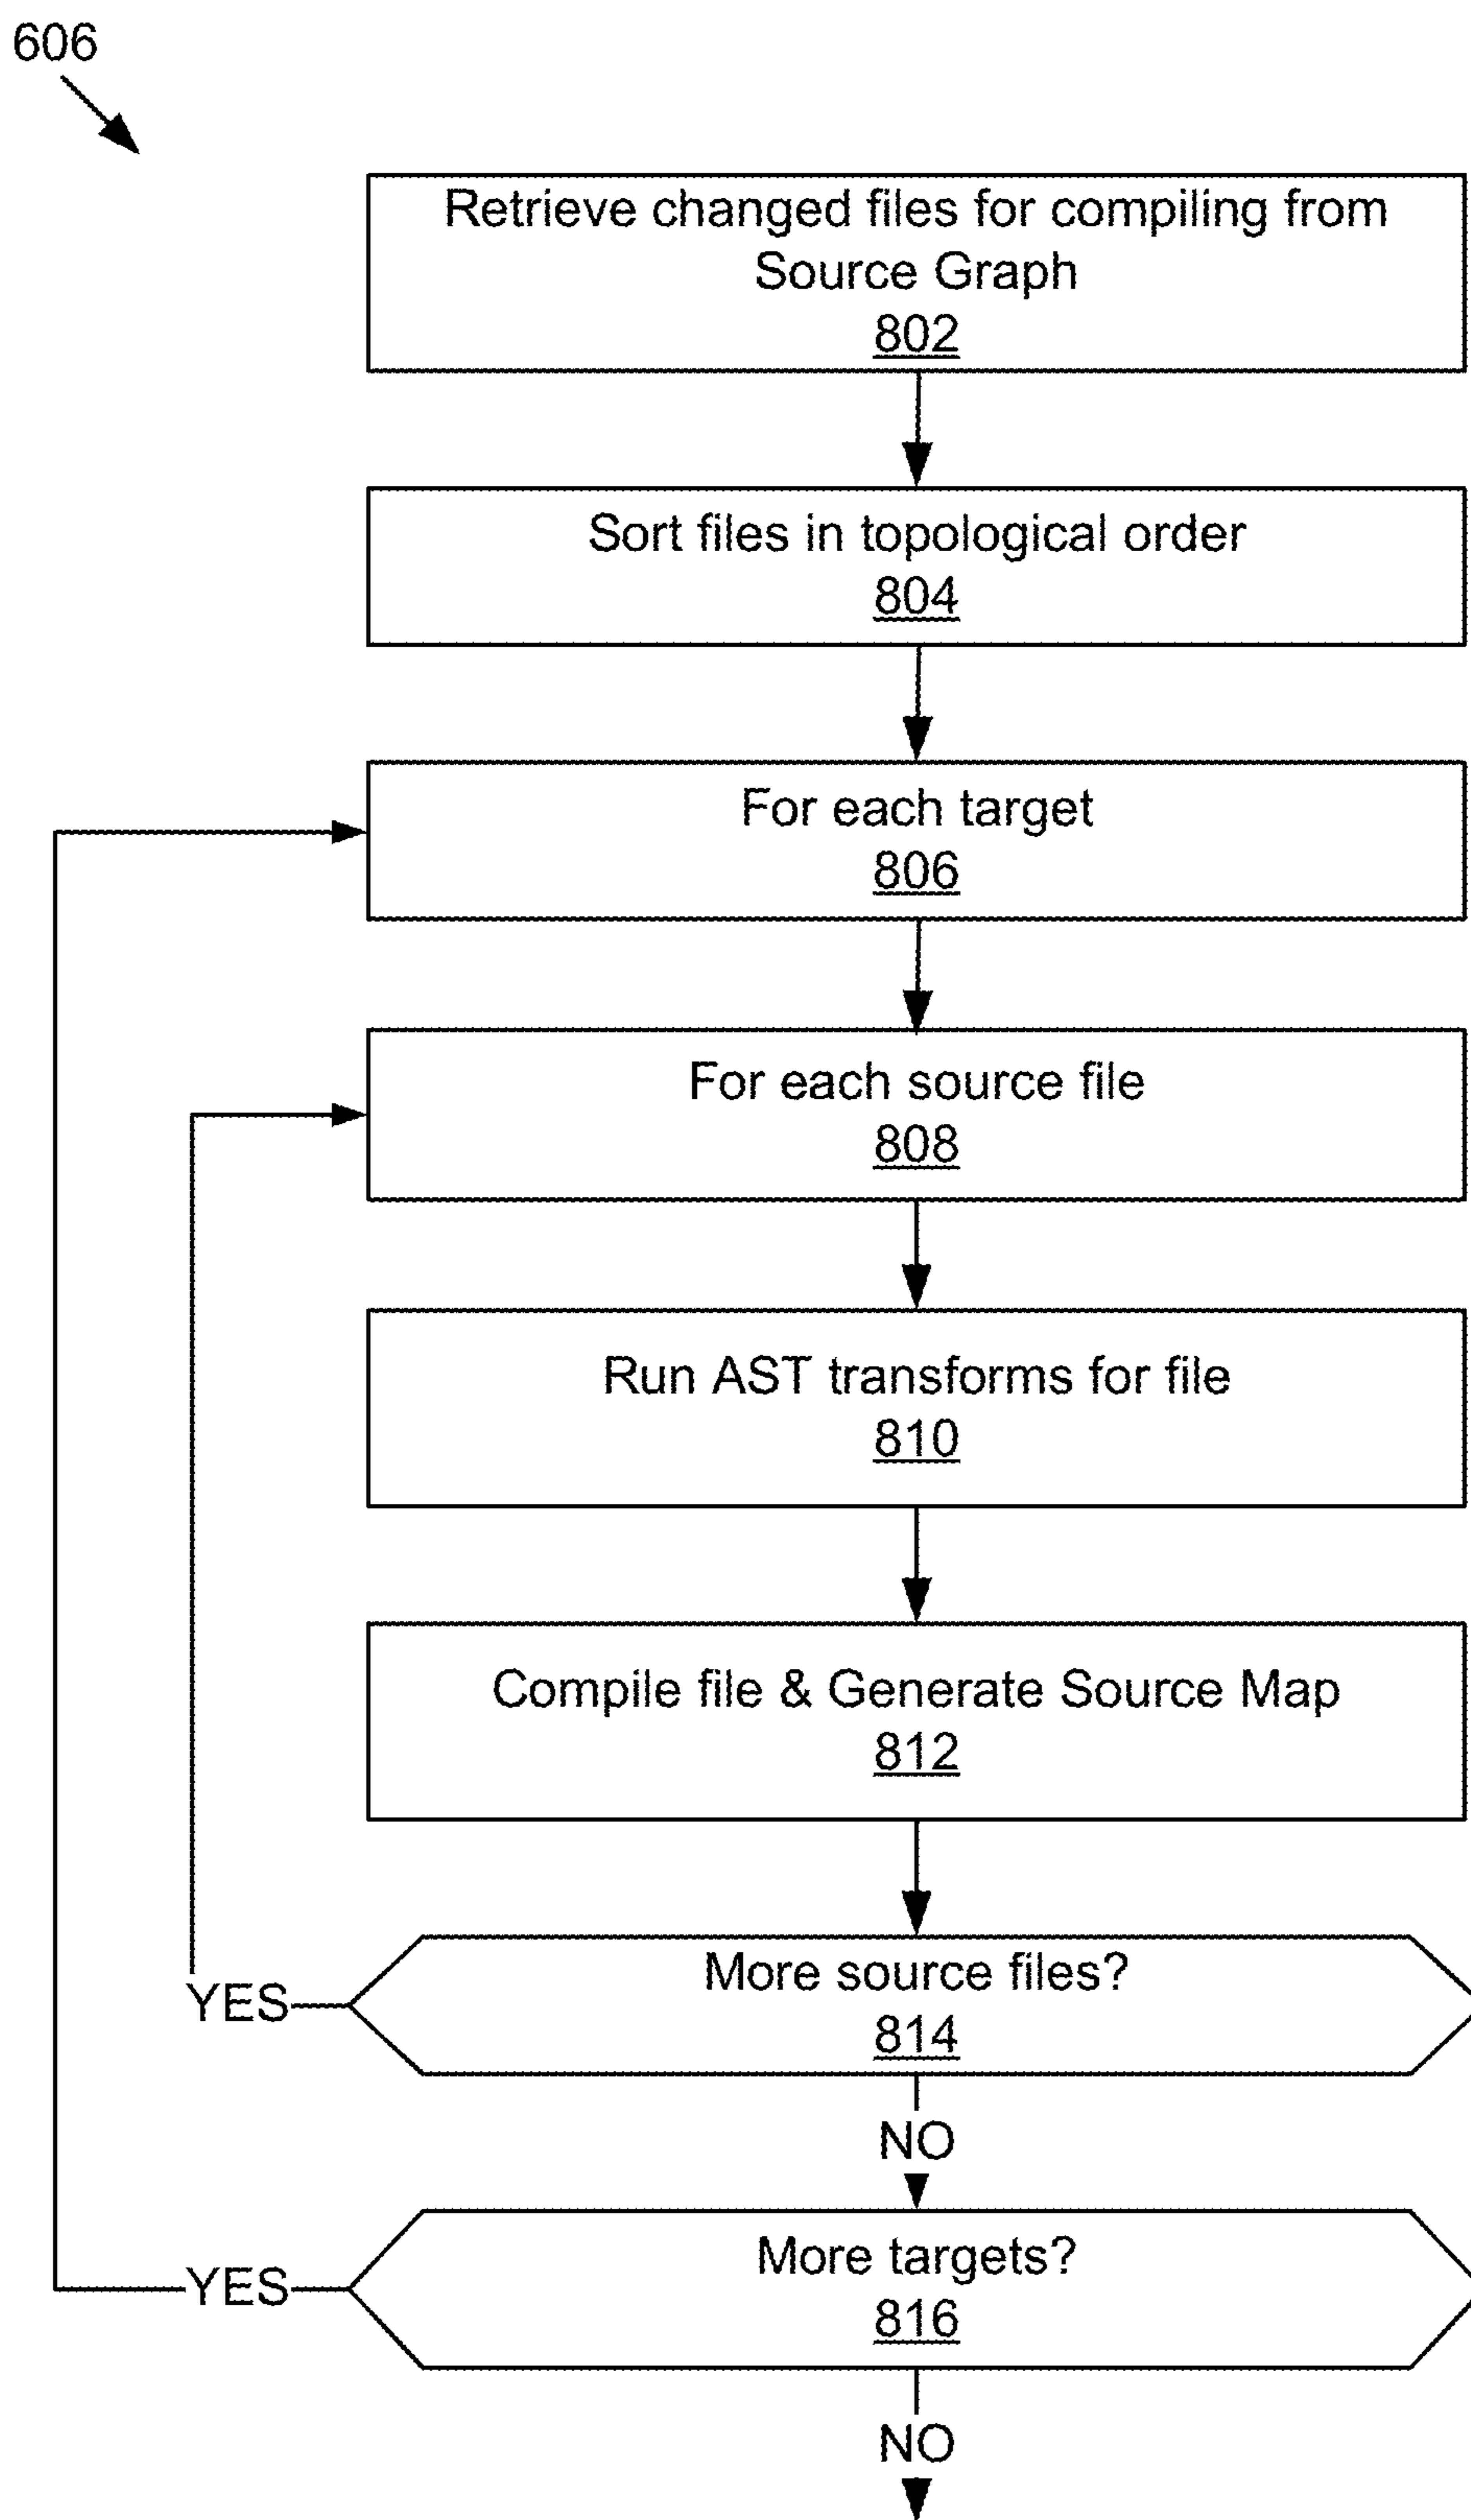 606
Retrieve changed files for compiling from
Source Graph
802
Sort files in topological order
804
For each target
806
For each source file
808
Run AST transforms for file
810
Compile file & Generate Source Map
812
More source files?
814
YES
NO
More targets?
816
YES
NO